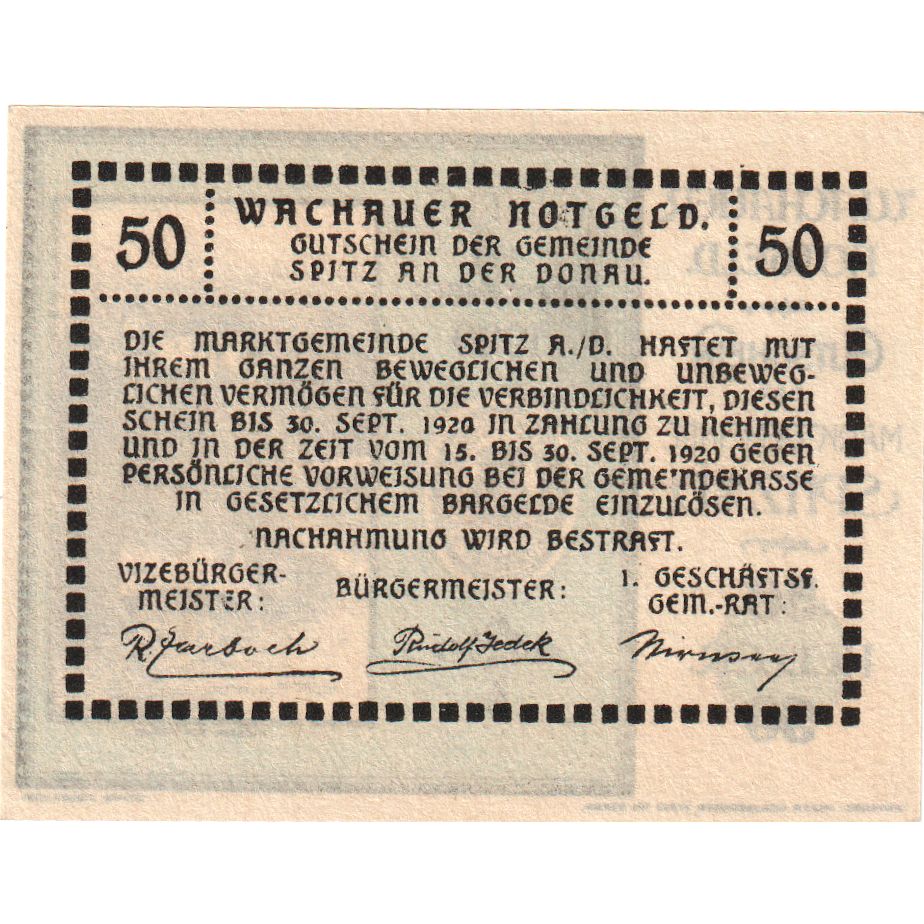 50 WACHAUER NOTGELD. 50
GUTSCHEIN DER GEMEINDE
SPITZ AN DER DONAU.
DIE MARKTGEMEINDE SPITZ A./D. HAFTET MIT
IHREM GANZEN BEWEGLICHEN UND UNBEWEG-
LICHEN VERMÖGEN FÜR DIE VERBINDLICHKEIT, DIESEN
SCHEIN BIS 30. SEPT. 1920 IN ZAHLUNG ZU NEHMEN
UND IN DER ZEIT VOM 15. BIS 30. SEPT. 1920 GEGEN
PERSÖNLICHE VORWEISUNG BEI DER GEME'NDEKASSE
IN GESETZLICHEM BARGELDE EINZULÖSEN.
NACHAHMUNG WIRD BESTRAFT.
VIZEBÜRGER-
MEISTER:
BÜRGERMEISTER:
1. GESCHÄFTSF.
GEM.-RAT:
Rudolf Jedek